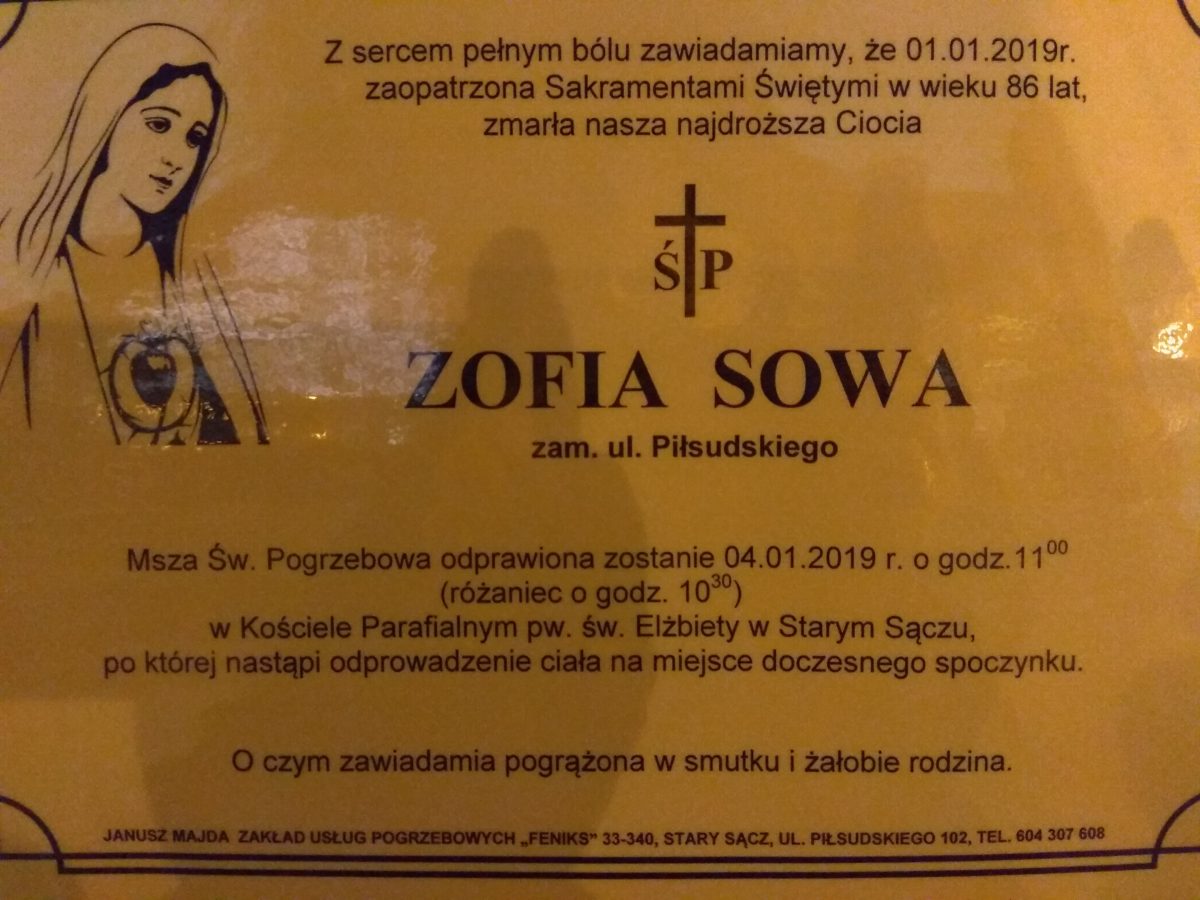 Z sercem pełnym bólu zawiadamiamy, że 01.01.2019r.
zaopatrzona Sakramentami Świętymi w wieku 86 lat,
zmarła nasza najdroższa Ciocia
Ś P
ZOFIA SOWA
zam. ul. Piłsudskiego
Msza Św. Pogrzebowa odprawiona zostanie 04.01.2019 r. o godz.11⁰⁰
(różaniec o godz. 10³⁰)
w Kościele Parafialnym pw. św. Elżbiety w Starym Sączu,
po której nastąpi odprowadzenie ciała na miejsce doczesnego spoczynku.
O czym zawiadamia pogrążona w smutku i żałobie rodzina.
JANUSZ MAJDA ZAKŁAD USŁUG POGRZEBOWYCH „FENIKS” 33-340, STARY SĄCZ, UL. PIŁSUDSKIEGO 102, TEL. 604 307 608